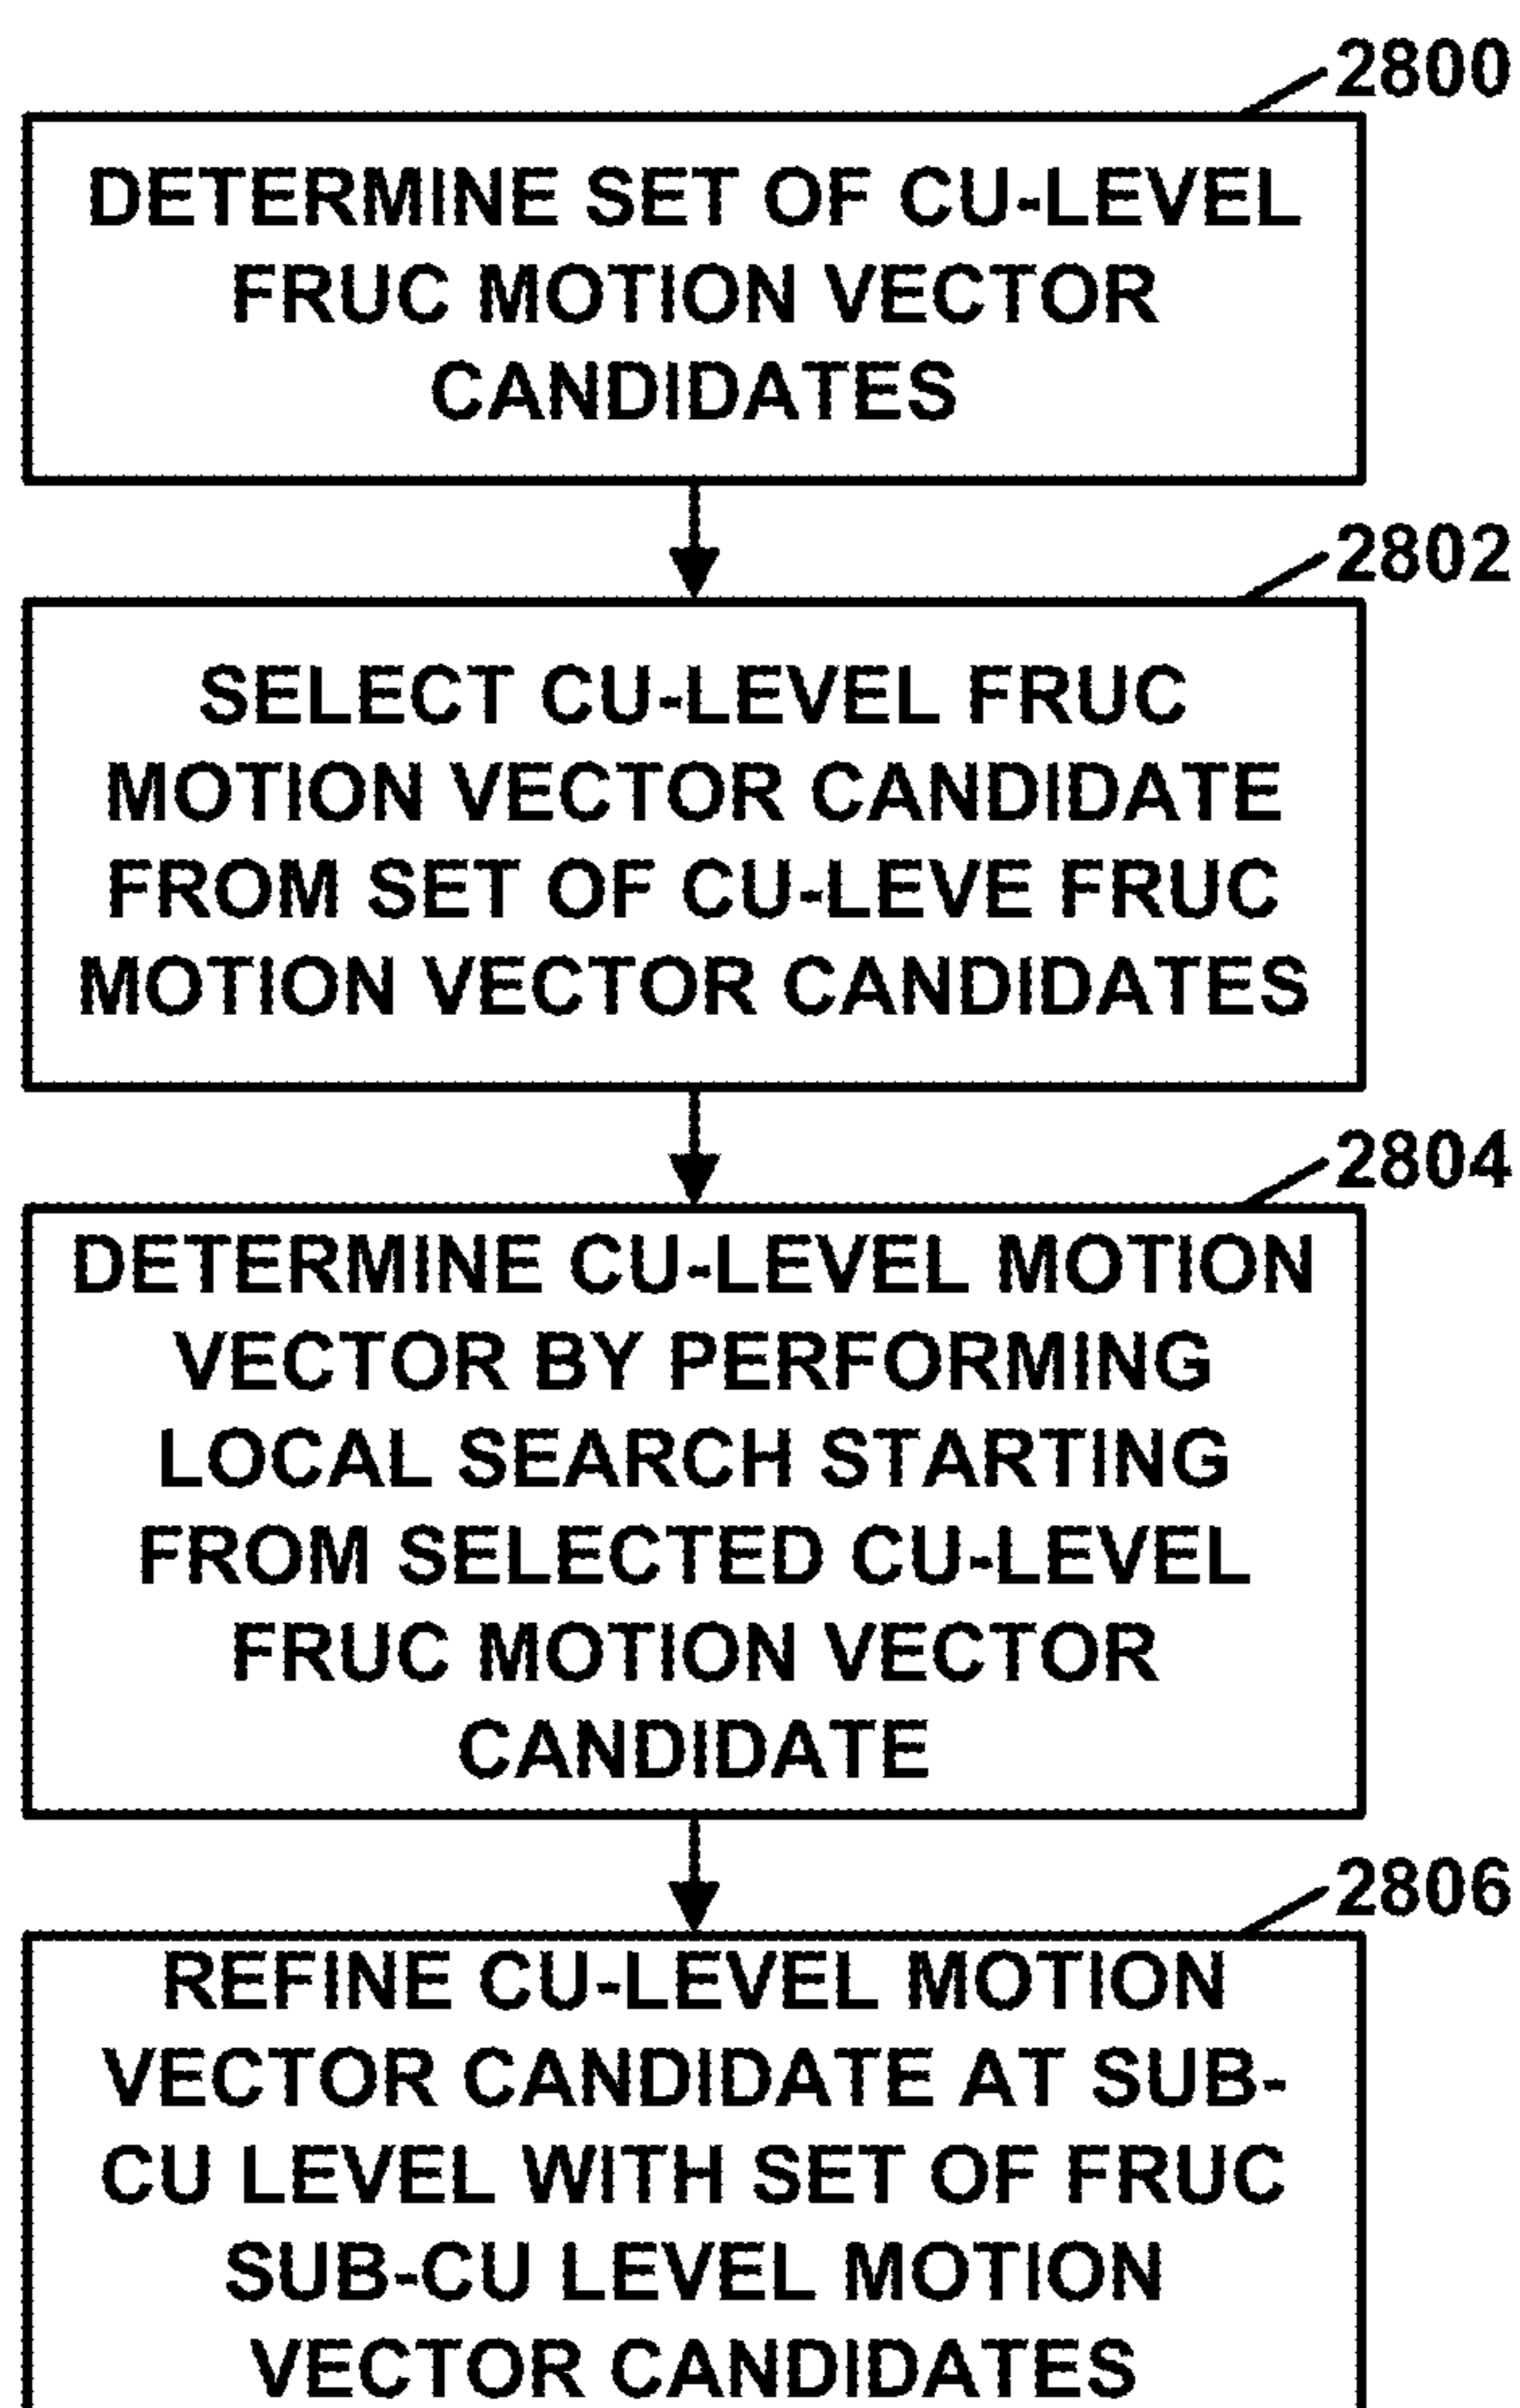 2800
DETERMINE SET OF CU-LEVEL
FRUC MOTION VECTOR
CANDIDATES
2802
SELECT CU-LEVEL FRUC
MOTION VECTOR CANDIDATE
FROM SET OF CU-LEVE FRUC
MOTION VECTOR CANDIDATES
2804
DETERMINE CU-LEVEL MOTION
VECTOR BY PERFORMING
LOCAL SEARCH STARTING
FROM SELECTED CU-LEVEL
FRUC MOTION VECTOR
CANDIDATE
2806
REFINE CU-LEVEL MOTION
VECTOR CANDIDATE AT SUB-
CU LEVEL WITH SET OF FRUC
SUB-CU LEVEL MOTION
VECTOR CANDIDATES